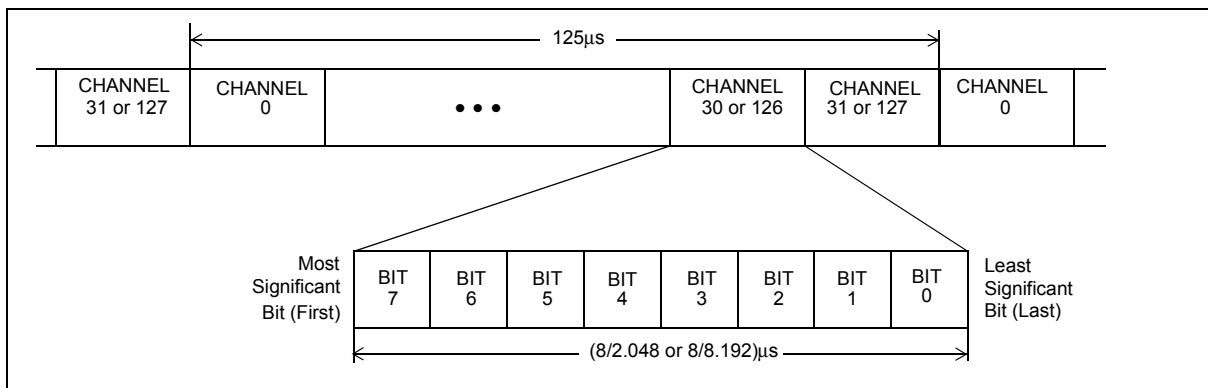 125μs
CHANNEL
31 or 127
CHANNEL
0
•••
CHANNEL
30 or 126
CHANNEL
31 or 127
CHANNEL
0
Most
Significant
Bit (First)
BIT
7
BIT
6
BIT
5
BIT
4
BIT
3
BIT
2
BIT
1
BIT
0
Least
Significant
Bit (Last)
(8/2.048 or 8/8.192)μs